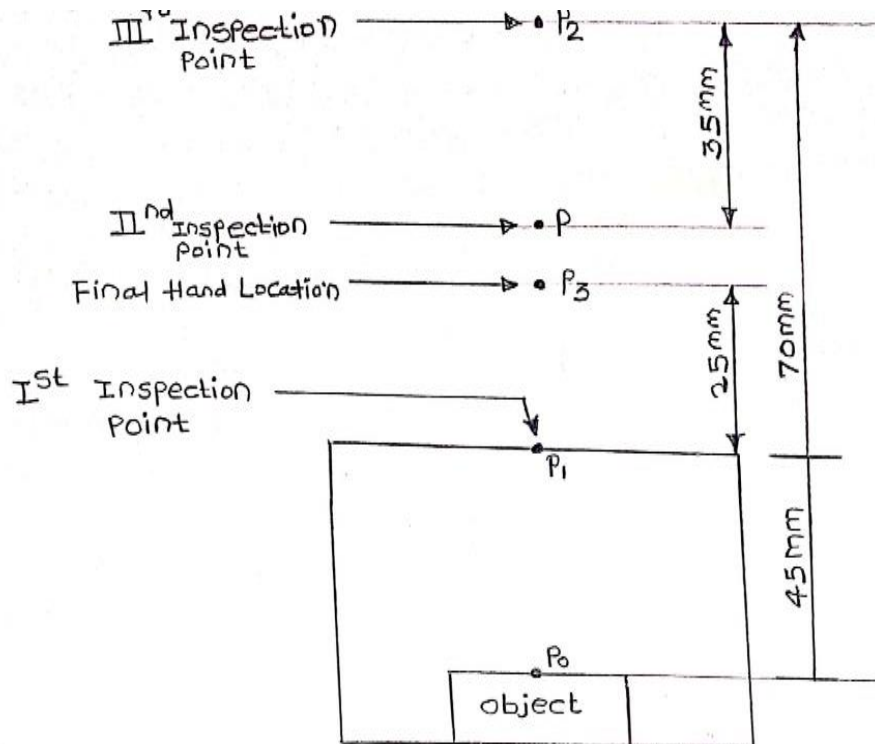 III Inspection
point
P2
35mm
IInd Inspection
point
P
Final Hand Location
P3
25mm
70mm
Ist Inspection
point
P1
45mm
P0
object